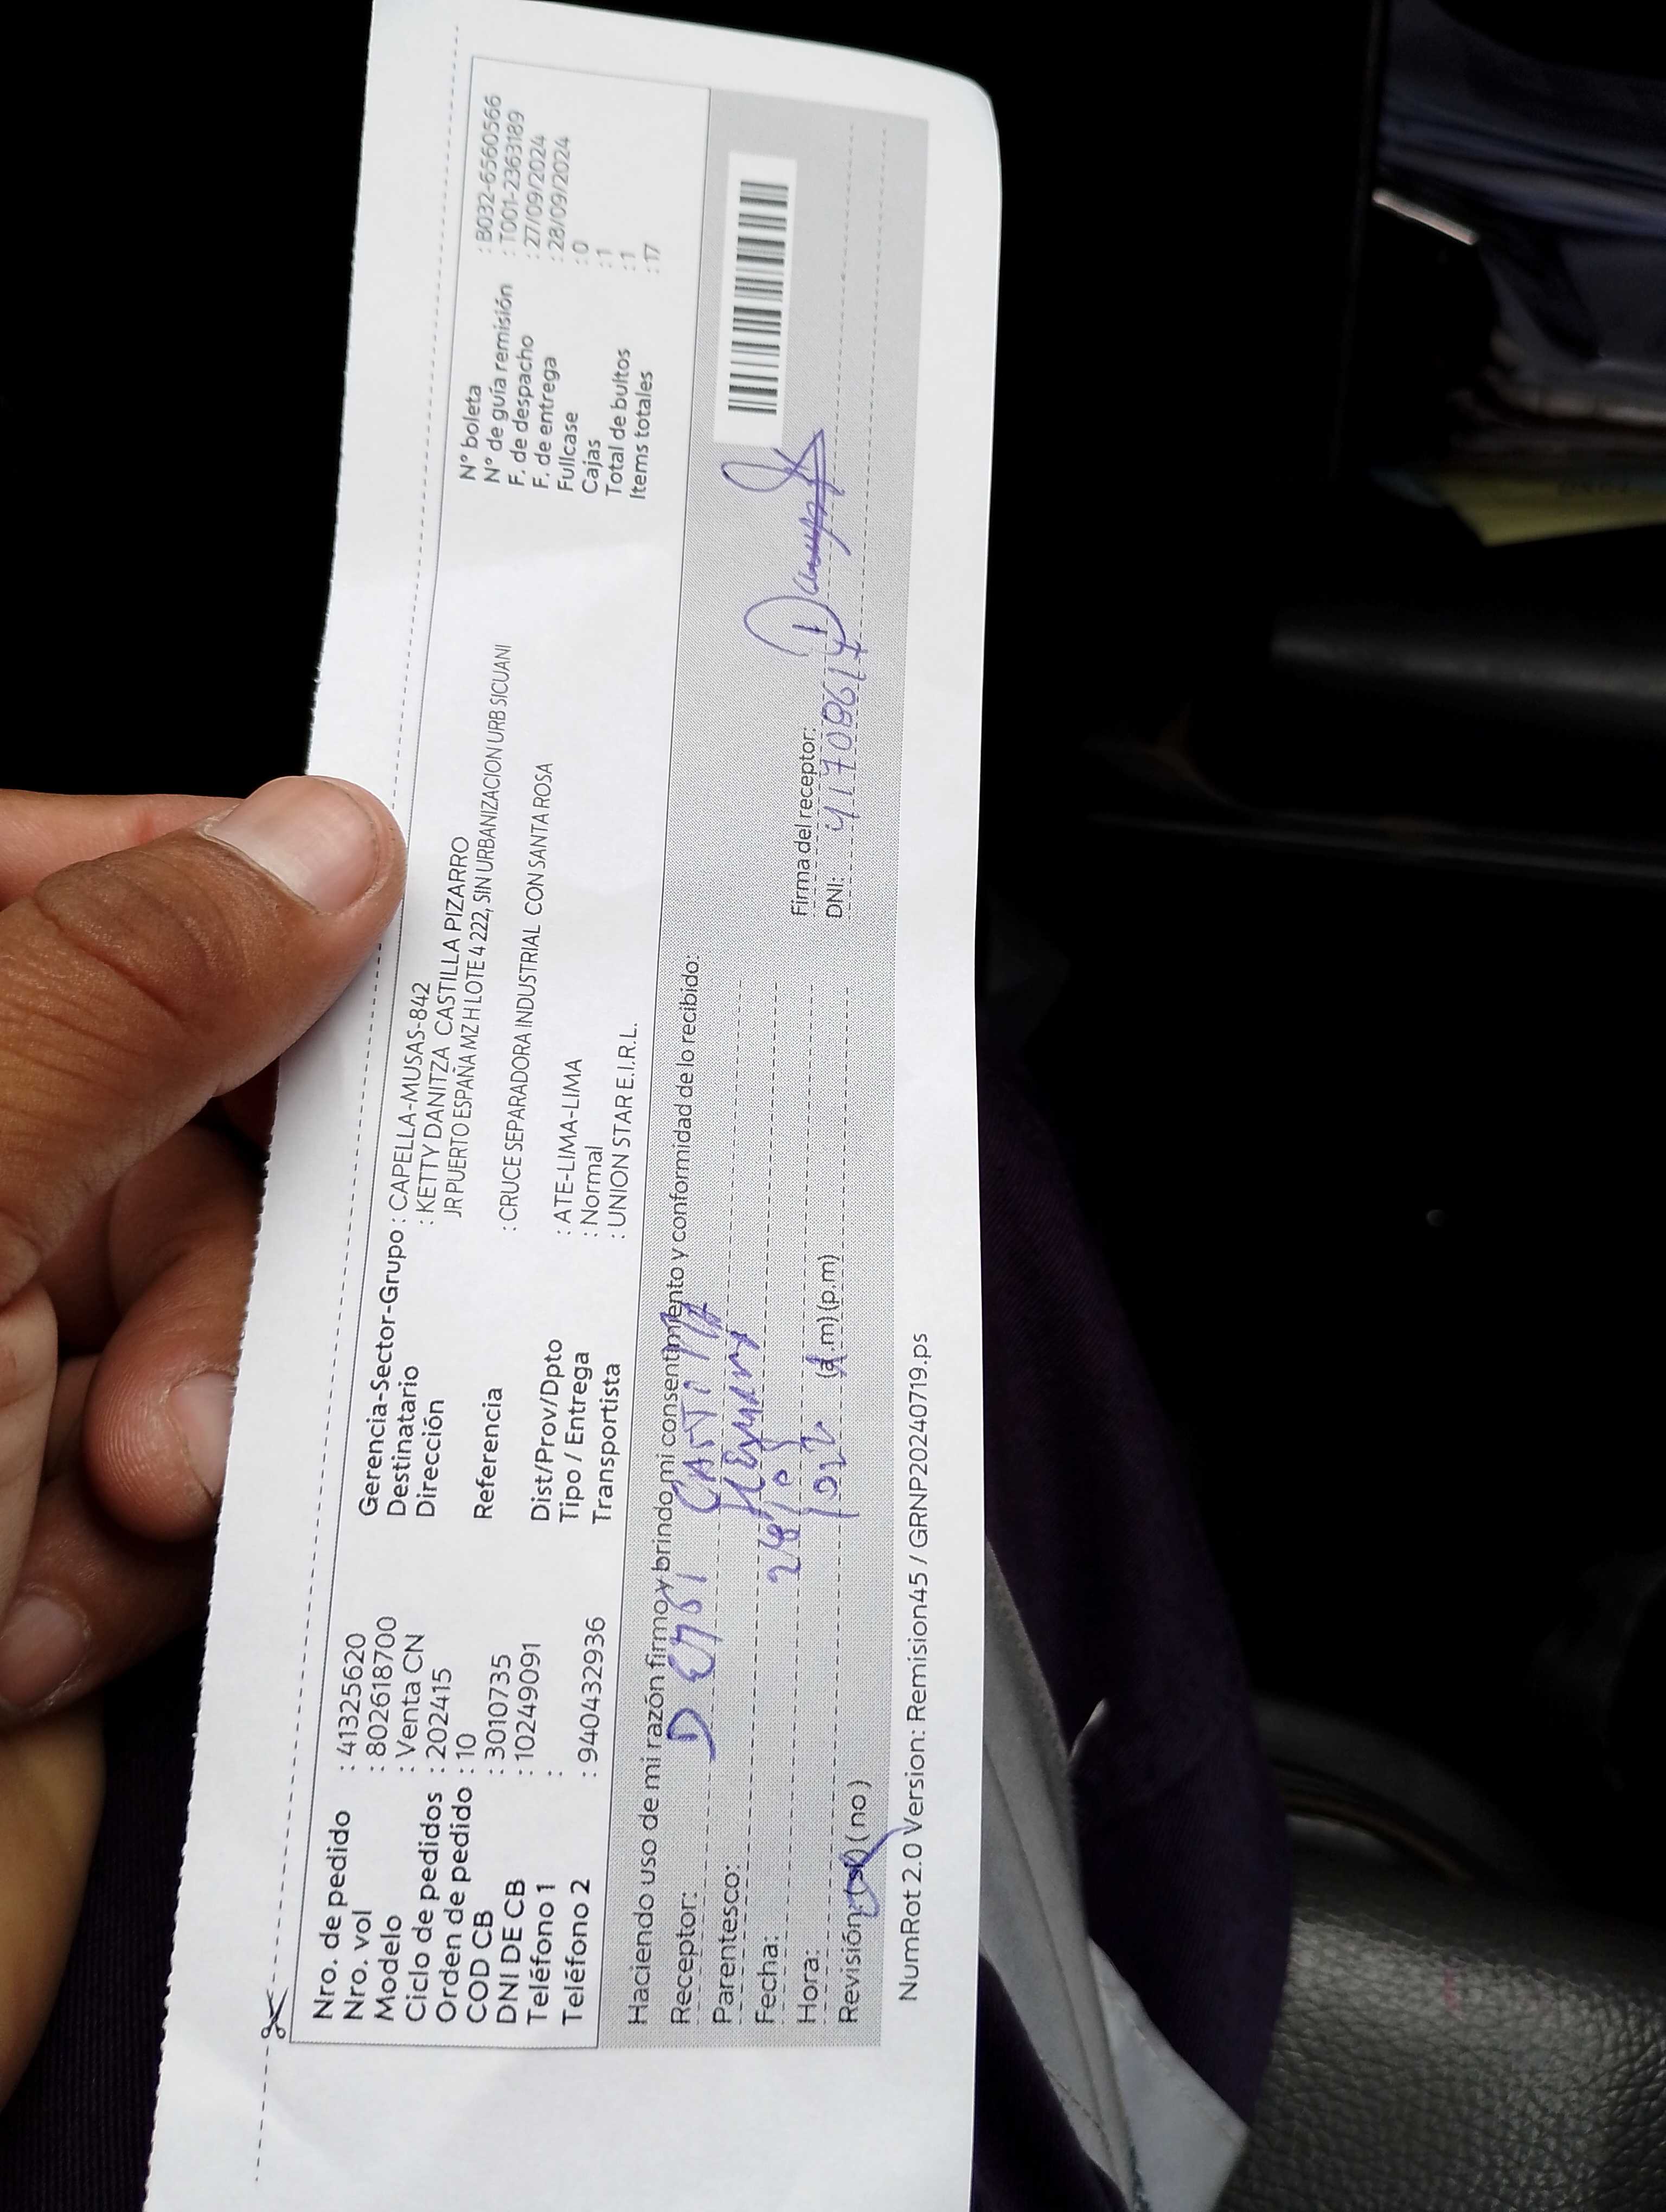 Nro. de pedido : 41325620
Nro. vol : 802618700
Modelo : Venta CN
Ciclo de pedidos : 202415
Orden de pedido : 10
COD CB : 3010735
DNI DE CB : 10249091
Teléfono 1 :
Teléfono 2 : 940432936
Gerencia-Sector-Grupo : CAPELLA-MUSAS-842
Destinatario : KETTY DANITZA CASTILLA PIZARRO
Dirección JR PUERTO ESPAÑA MZ H LOTE 4 222, SIN URBANIZACION URB SICUANI
Referencia : CRUCE SEPARADORA INDUSTRIAL CON SANTA ROSA
Dist/Prov/Dpto : ATE-LIMA-LIMA
Tipo / Entrega : Normal
Transportista : UNION STAR E.I.R.L.
N° boleta : B032-6560566
N° de guía remisión : T001-2363189
F. de despacho : 27/09/2024
F. de entrega : 28/09/2024
Fullcase : 0
Cajas : 1
Total de bultos : 1
Items totales : 17
Haciendo uso de mi razón firmo y brindo mi consentimiento y conformidad de lo recibido:
Receptor:
Parentesco:
Fecha:
Hora: (a.m) (p.m)
Revisión: (no)
Firma del receptor:
DNI:
NumRot 2.0 Version: Remision45 / GRNP20240719.ps